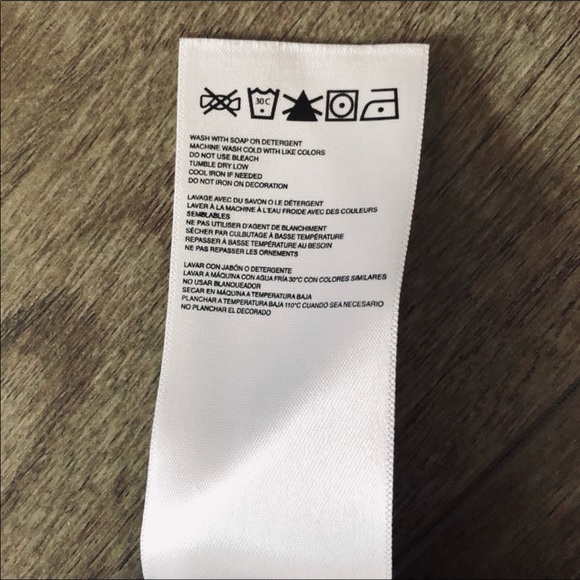 30C
WASH WITH SOAP OR DETERGENT
MACHINE WASH COLD WITH LIKE COLORS
DO NOT USE BLEACH
TUMBLE DRY LOW
COOL IRON IF NEEDED
DO NOT IRON ON DECORATION
LAVAGE AVEC DU SAVON O LE DÉTERGENT
LAVER À LA MACHINE À L'EAU FROIDE AVEC DES COULEURS
SEMBLABLES
NE PAS UTILISER D'AGENT DE BLANCHIMENT
SÉCHER PAR CULBUTAGE À BASSE TEMPÉRATURE
REPASSER À BASSE TEMPÉRATURE AU BESOIN
NE PAS REPASSER LES ORNEMENTS
LAVAR CON JABÓN O DETERGENTE
LAVAR A MÁQUINA CON AGUA FRÍA 30°C CON COLORES SIMILARES
NO USAR BLANQUEADOR
SECAR EN MÁQUINA A TEMPERATURA BAJA
PLANCHAR A TEMPERATURA BAJA 110°C CUANDO SEA NECESARIO
NO PLANCHAR EL DECORADO